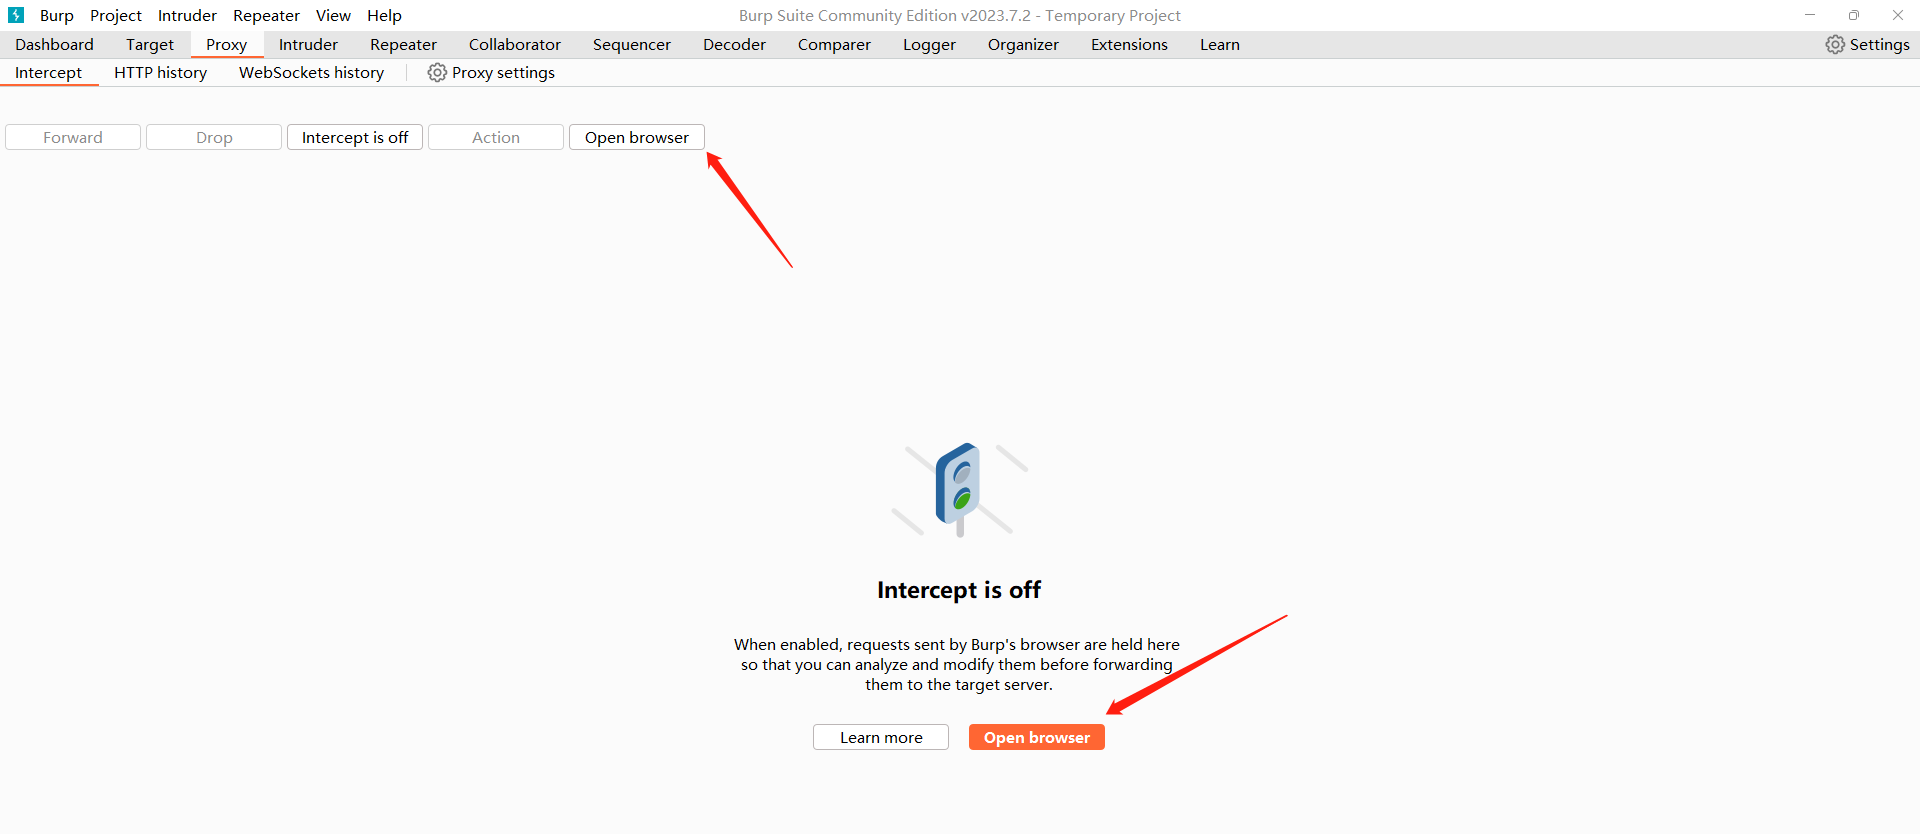 Burp Project Intruder Repeater View Help Burp Suite Community Edition v2023.7.2 - Temporary Project
Dashboard Target Proxy Intruder Repeater Collaborator Sequencer Decoder Comparer Logger Organizer Extensions Learn Settings
Intercept HTTP history WebSockets history Proxy settings
Forward Drop Intercept is off Action Open browser
Intercept is off
When enabled, requests sent by Burp's browser are held here
so that you can analyze and modify them before forwarding
them to the target server.
Learn more Open browser